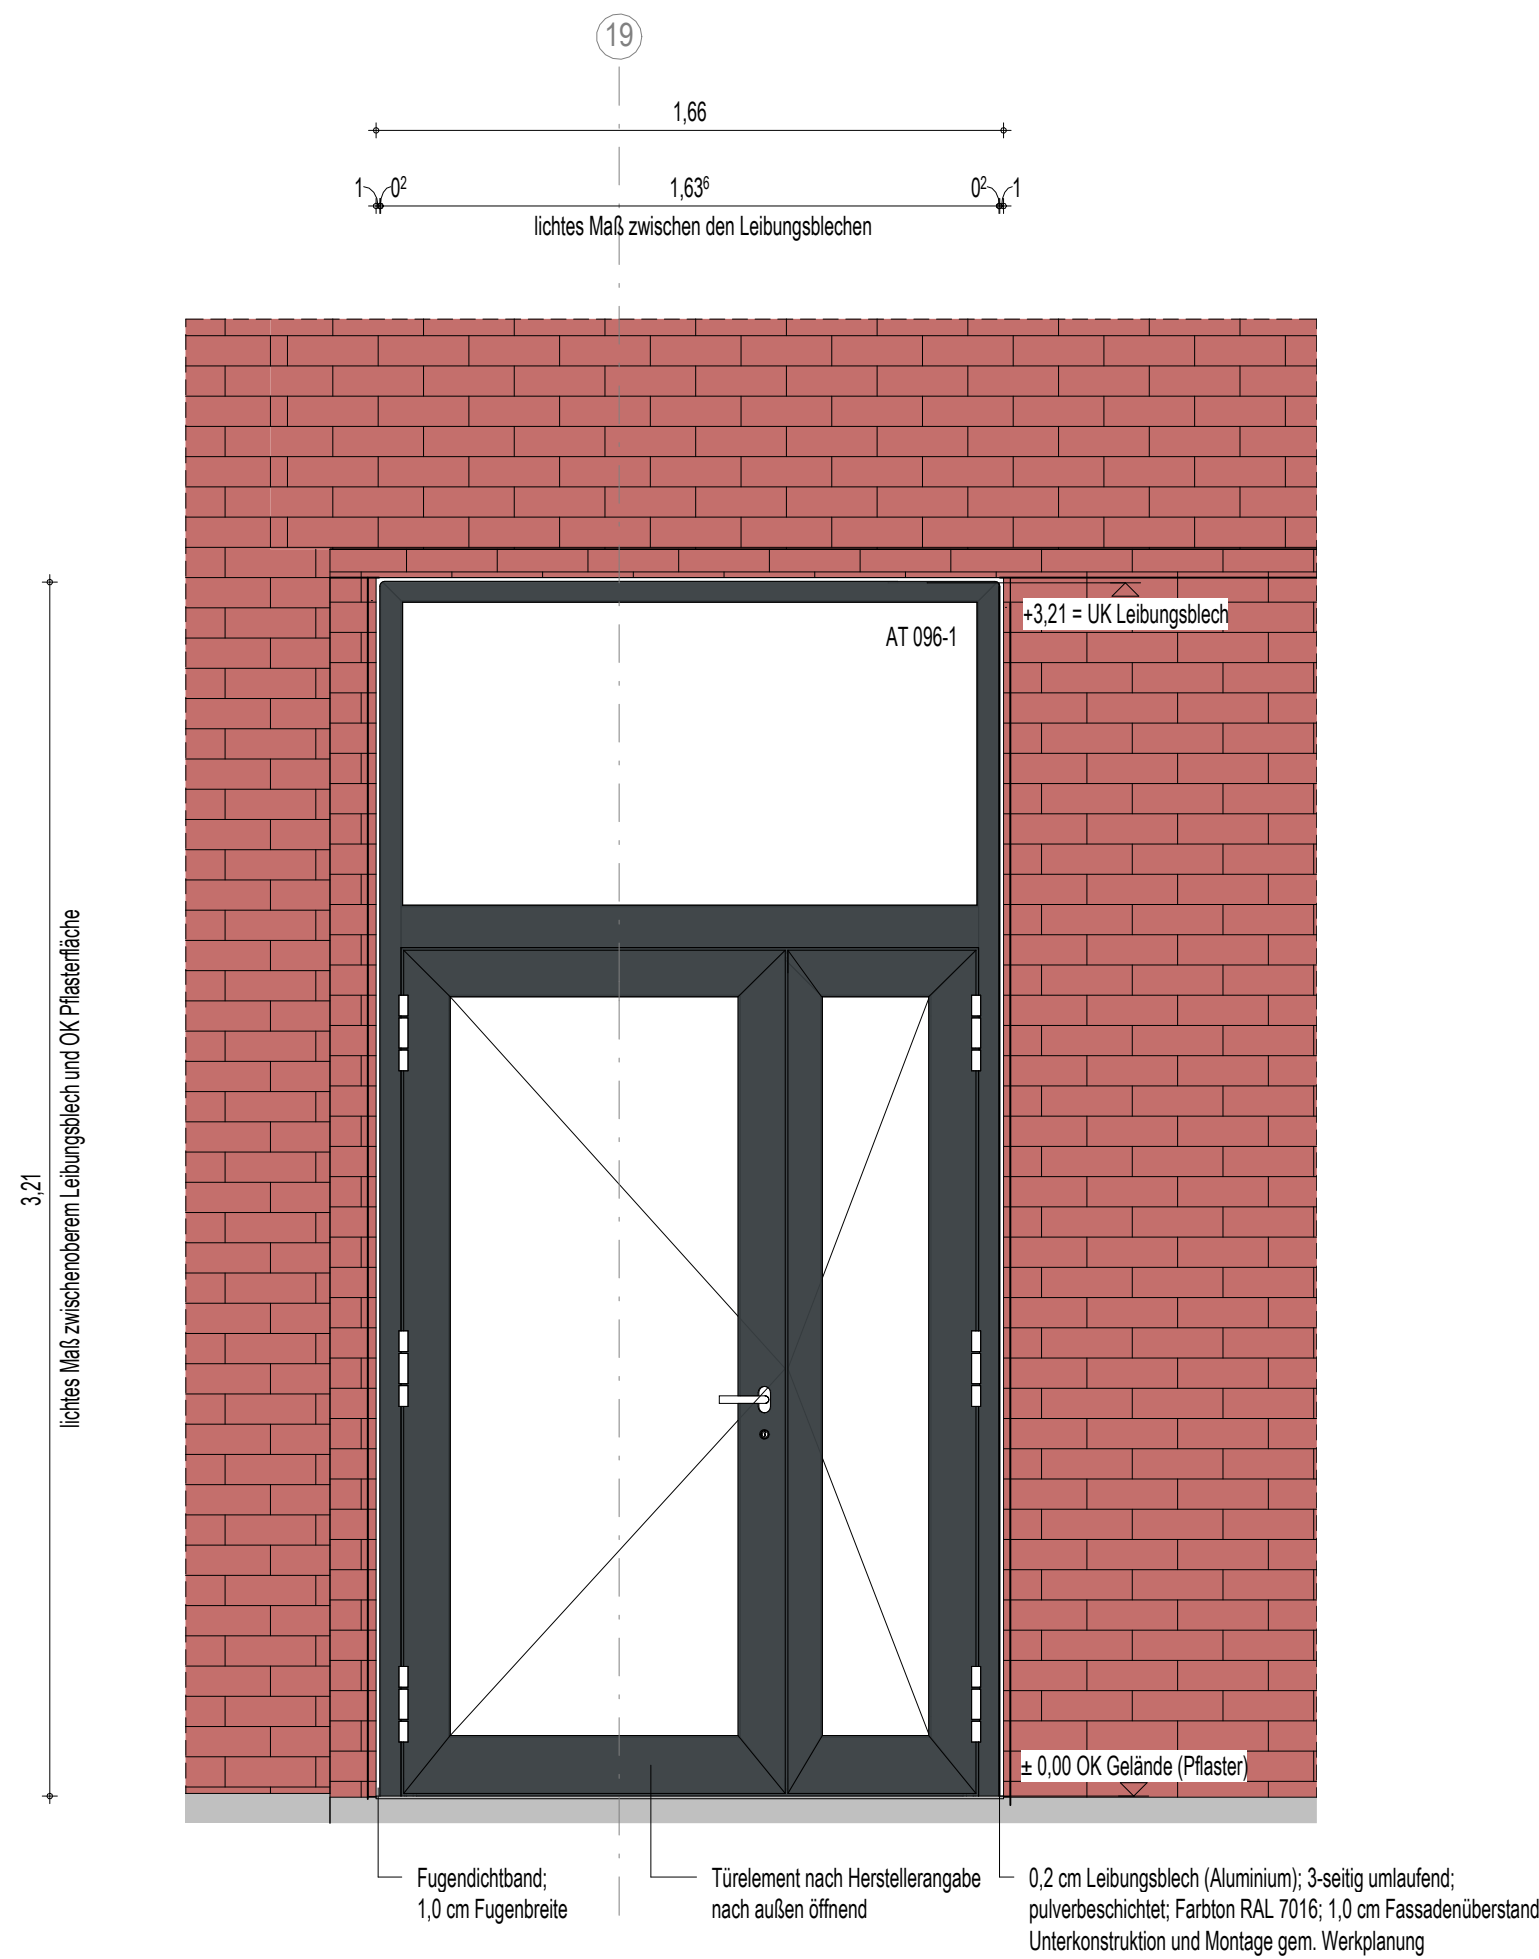 19
1,66
1 0² 1,63⁶ 0² 1
lichtes Maß zwischen den Leibungsblechen
+3,21 = UK Leibungsblech
AT 096-1
3,21
lichtes Maß zwischenoberem Leibungsblech und OK Pflasterfläche
± 0,00 OK Gelände (Pflaster)
Fugendichtband;
1,0 cm Fugenbreite
Türelement nach Herstellerangabe
nach außen öffnend
0,2 cm Leibungsblech (Aluminium); 3-seitig umlaufend;
pulverbeschichtet; Farbton RAL 7016; 1,0 cm Fassadenüberstand
Unterkonstruktion und Montage gem. Werkplanung